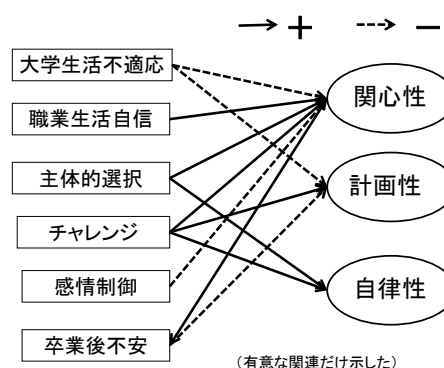 + −
大学生活不適応
職業生活自信
主体的選択
チャレンジ
感情制御
卒業後不安
関心性
計画性
自律性
(有意な関連だけ示した)